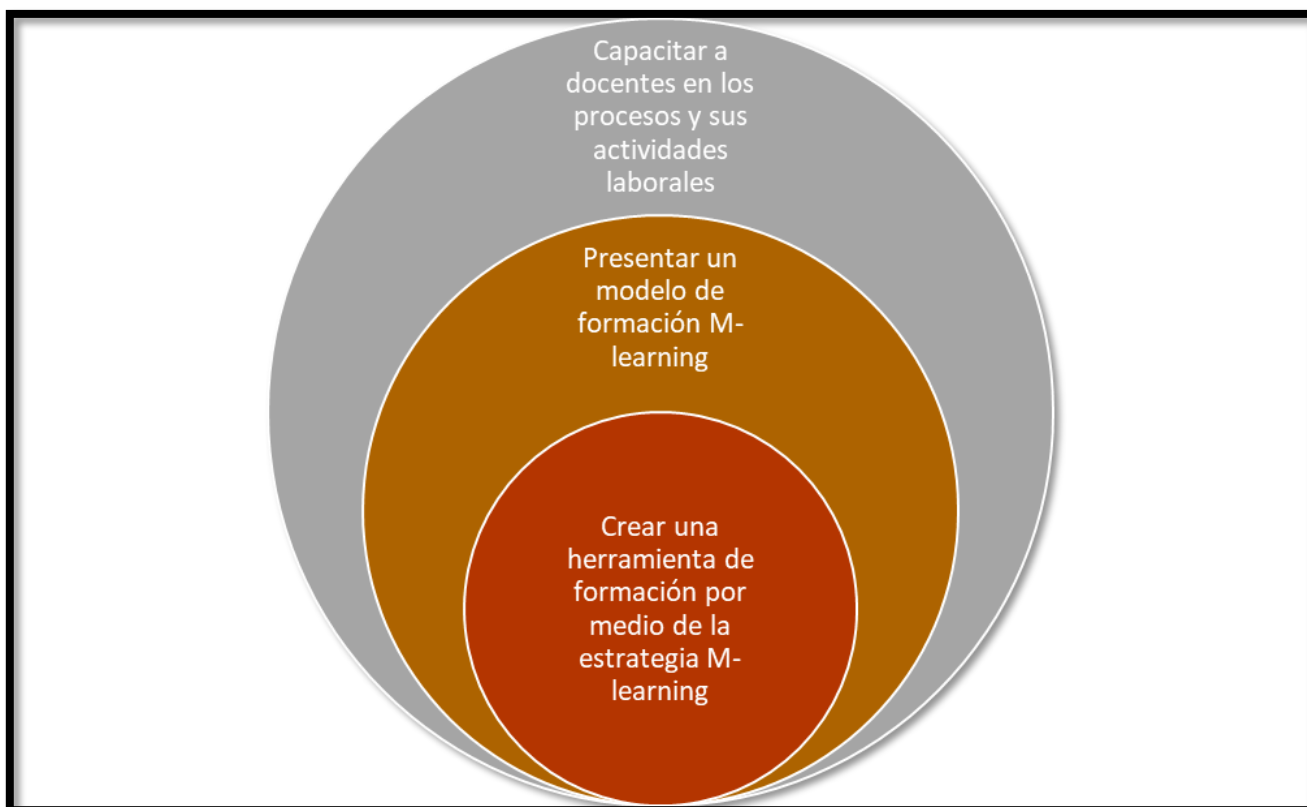 Capacitar a
docentes en los
procesos y sus
actividades
laborales
Presentar un
modelo de
formación M-
learning
Crear una
herramienta de
formación por
medio de la
estrategia M-
learning